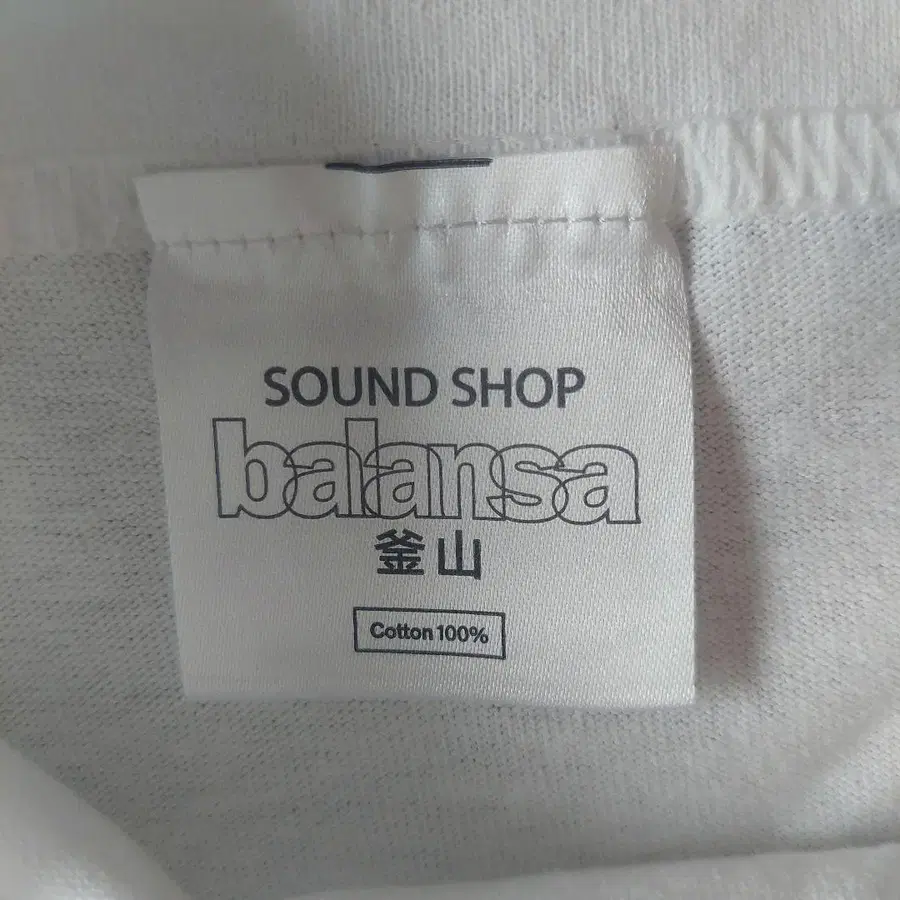 SOUND SHOP
balansa
釜山
Cotton 100%